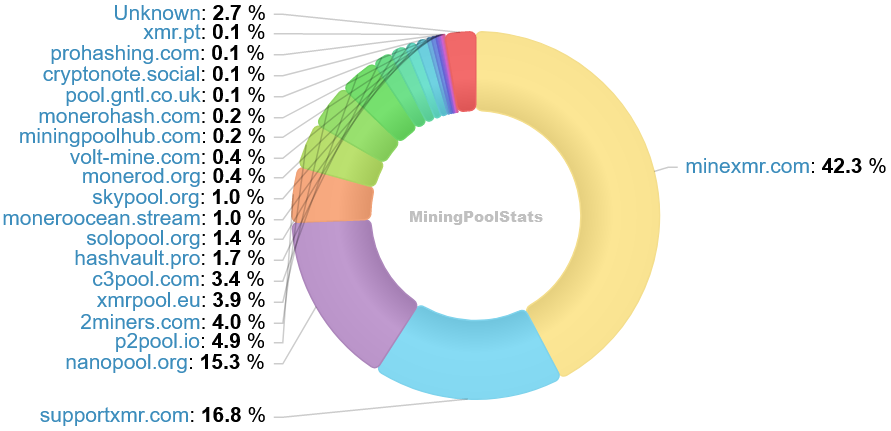 Unknown: 2.7 %
xmr.pt: 0.1 %
prohashing.com: 0.1 %
cryptonote.social: 0.1 %
pool.gntl.co.uk: 0.1 %
monerohash.com: 0.2 %
miningpoolhub.com: 0.2 %
volt-mine.com: 0.4 %
monerod.org: 0.4 %
skypool.org: 1.0 %
moneroocean.stream: 1.0 %
solopool.org: 1.4 %
hashvault.pro: 1.7 %
c3pool.com: 3.4 %
xmrpool.eu: 3.9 %
2miners.com: 4.0 %
p2pool.io: 4.9 %
nanopool.org: 15.3 %
supportxmr.com: 16.8 %
MiningPoolStats
minexmr.com: 42.3 %